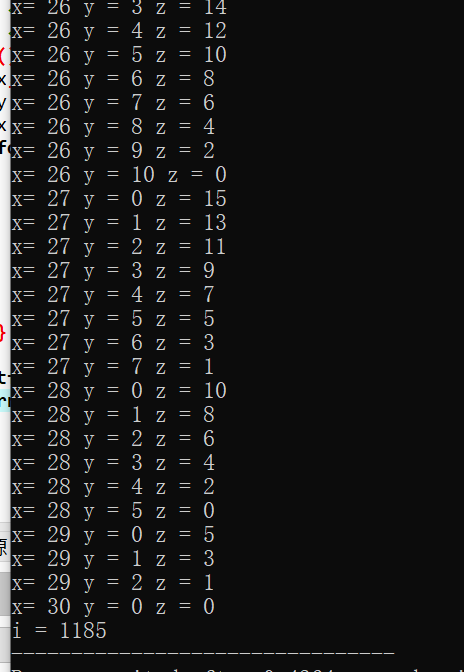 x= 26 y = 3 z = 14
x= 26 y = 4 z = 12
x= 26 y = 5 z = 10
x= 26 y = 6 z = 8
x= 26 y = 7 z = 6
x= 26 y = 8 z = 4
x= 26 y = 9 z = 2
x= 26 y = 10 z = 0
x= 27 y = 0 z = 15
x= 27 y = 1 z = 13
x= 27 y = 2 z = 11
x= 27 y = 3 z = 9
x= 27 y = 4 z = 7
x= 27 y = 5 z = 5
x= 27 y = 6 z = 3
x= 27 y = 7 z = 1
x= 28 y = 0 z = 10
x= 28 y = 1 z = 8
x= 28 y = 2 z = 6
x= 28 y = 3 z = 4
x= 28 y = 4 z = 2
x= 28 y = 5 z = 0
x= 29 y = 0 z = 5
x= 29 y = 1 z = 3
x= 29 y = 2 z = 1
x= 30 y = 0 z = 0
i = 1185
--------------------------------